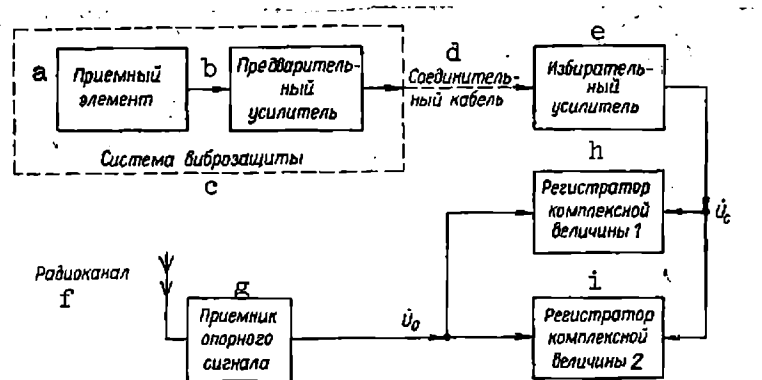 a
Приемный
элемент
b
Предваритель-
ный
усилитель
d
Соединитель-
ный кабель
e
Избиратель-
ный
усилитель
Система виброзащиты
c
h
Регистратор
комплексной
величины 1
U̇c
Радиоканал
f
g
Приемник
опорного
сигнала
U̇o
i
Регистратор
комплексной
величины 2